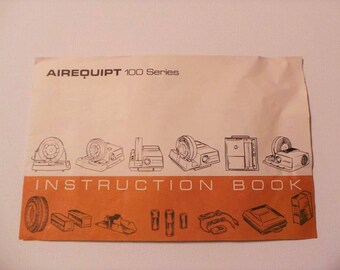 AIREQUIPT 100 Series
INSTRUCTION BOOK